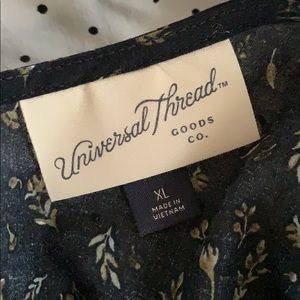 Universal Thread™
GOODS
CO.
XL
MADE IN
VIETNAM